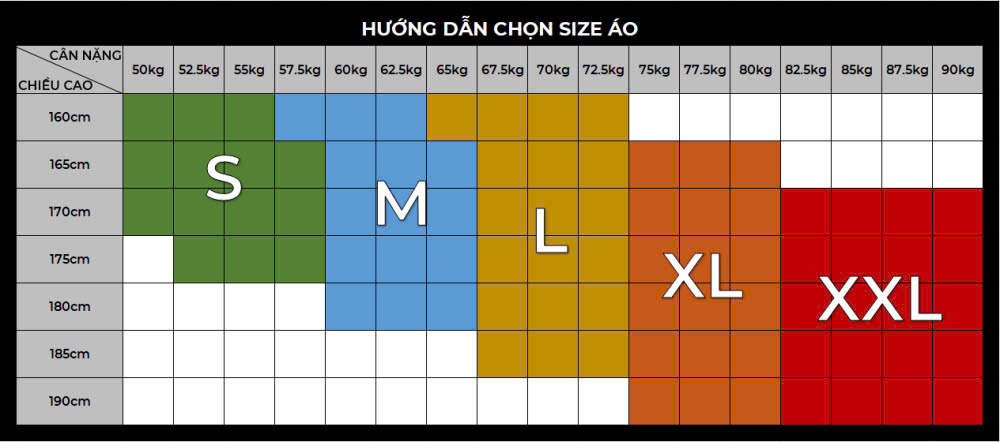 HƯỚNG DẪN CHỌN SIZE ÁO
CÂN NẶNG
CHIỀU CAO
50kg 52.5kg 55kg 57.5kg 60kg 62.5kg 65kg 67.5kg 70kg 72.5kg 75kg 77.5kg 80kg 82.5kg 85kg 87.5kg 90kg
160cm
165cm
S
170cm
M
L
175cm
XL
180cm
XXL
185cm
190cm